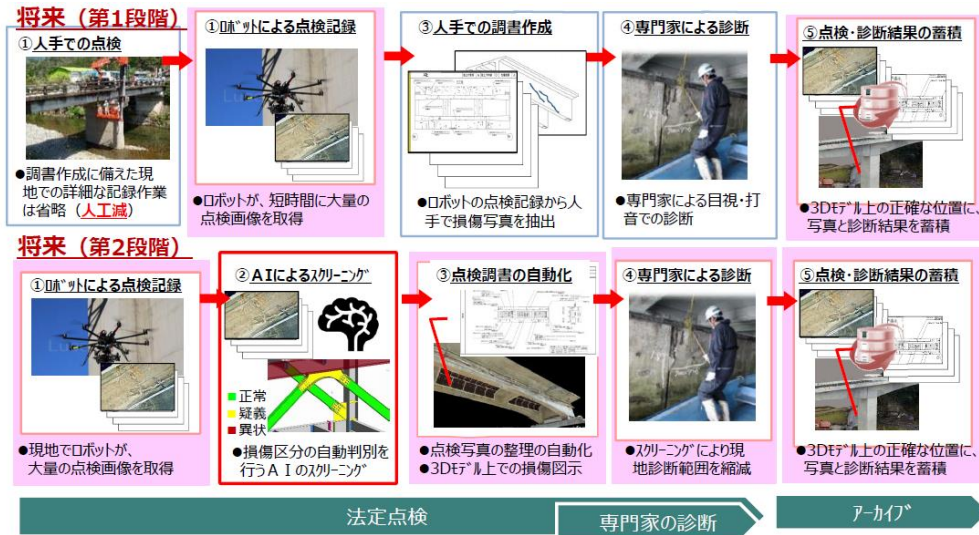 将来（第1段階）
①人手での点検
●調書作成に備えた現
地での詳細な記録作業
は省略（人工減）
①ﾛﾎﾞｯﾄによる点検記録
●ﾛﾎﾞｯﾄが、短時間に大量の
点検画像を取得
③人手での調書作成
●ﾛﾎﾞｯﾄの点検記録から人
手で損傷写真を抽出
④専門家による診断
●専門家による目視・打
音での診断
⑤点検・診断結果の蓄積
●3Dﾓﾃﾞﾙ上の正確な位置に、
写真と診断結果を蓄積
将来（第2段階）
①ﾛﾎﾞｯﾄによる点検記録
●現地でﾛﾎﾞｯﾄが、
大量の点検画像を取得
②ＡＩによるｽｸﾘｰﾆﾝｸﾞ
正常
疑義
異状
●損傷区分の自動判別を
行うＡＩのｽｸﾘｰﾆﾝｸﾞ
③点検調書の自動化
●点検写真の整理の自動化
●3Dﾓﾃﾞﾙ上での損傷図示
④専門家による診断
●ｽｸﾘｰﾆﾝｸﾞにより現
地診断範囲を縮減
⑤点検・診断結果の蓄積
●3Dﾓﾃﾞﾙ上の正確な位置に、
写真と診断結果を蓄積
法定点検
専門家の診断
ｱｰｶｲﾌﾞ